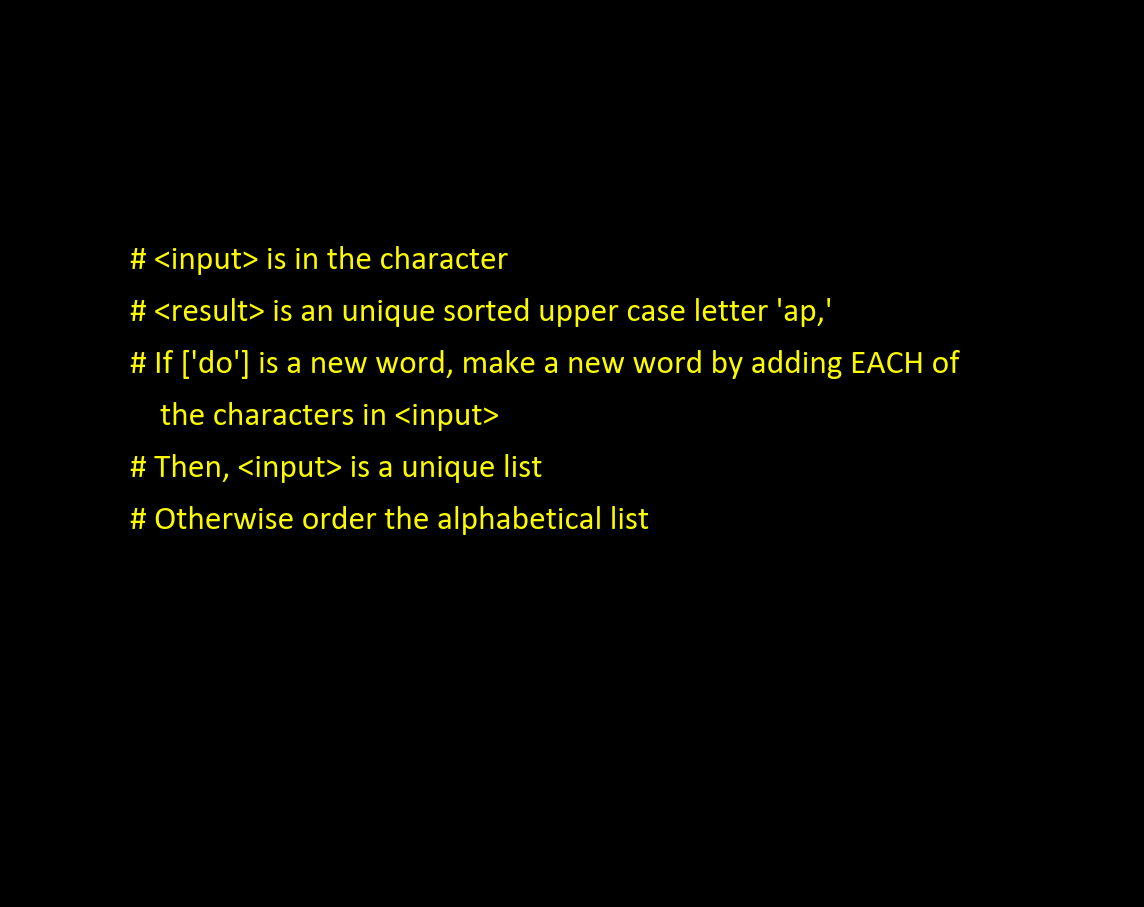 # <input> is in the character
# <result> is an unique sorted upper case letter 'ap,'
# If ['do'] is a new word, make a new word by adding EACH of
the characters in <input>
# Then, <input> is a unique list
# Otherwise order the alphabetical list